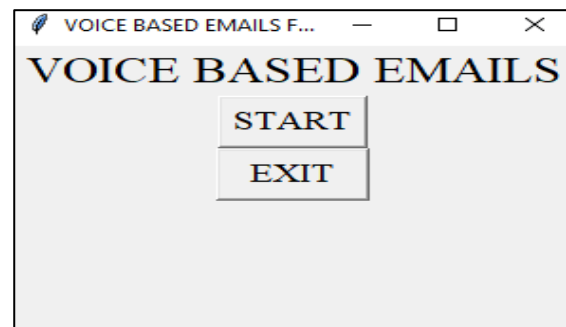 VOICE BASED EMAILS F...
VOICE BASED EMAILS
START
EXIT